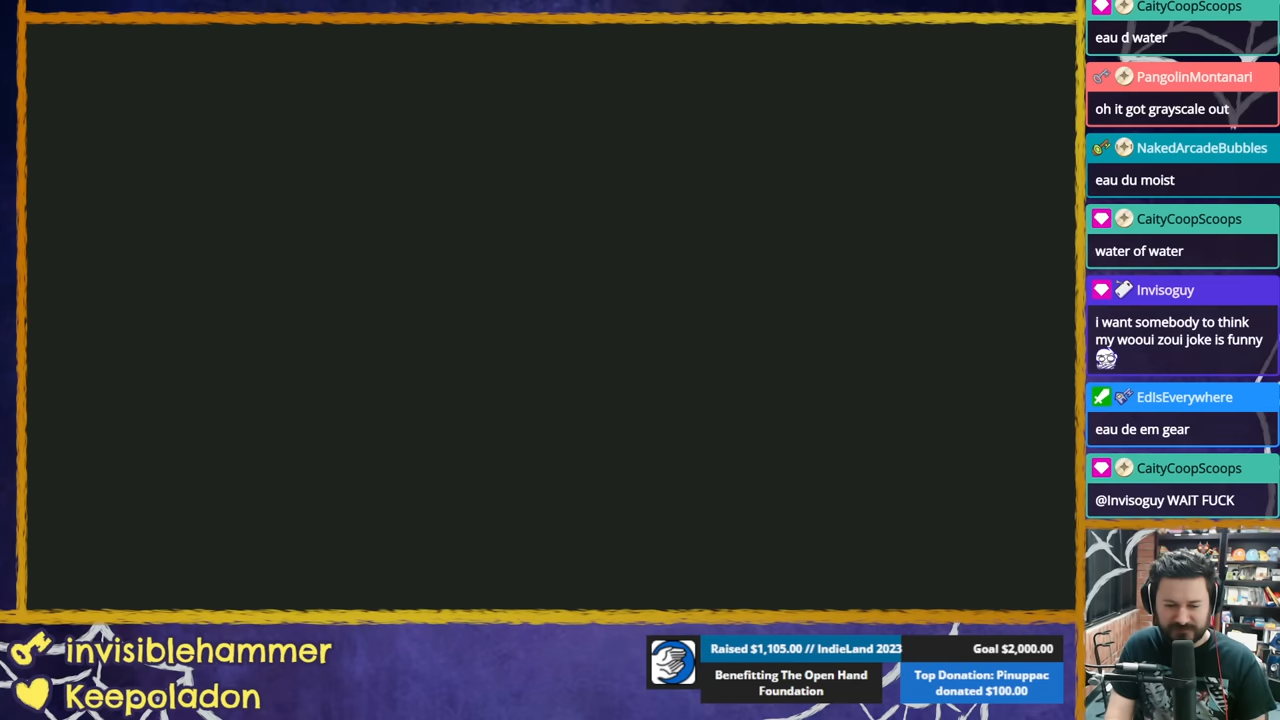 CaityCoopScoops
eau d water
PangolinMontanari
oh it got grayscale out
NakedArcadeBubbles
eau du moist
CaityCoopScoops
water of water
Invisoguy
i want somebody to think
my wooui zoui joke is funny
EdIsEverywhere
eau de em gear
CaityCoopScoops
@Invisoguy WAIT FUCK
invisiblehammer
Keepoladon
Raised $1,105.00 // IndieLand 2023
Goal $2,000.00
Benefitting The Open Hand
Foundation
Top Donation: Pinuppac
donated $100.00